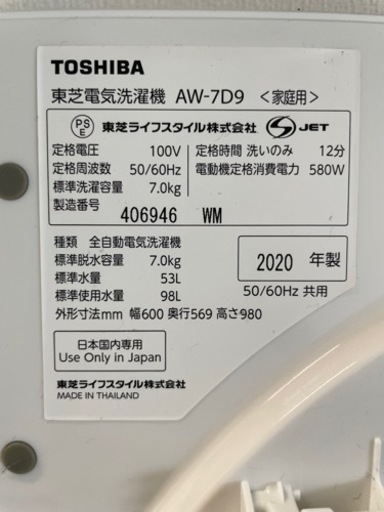 TOSHIBA
東芝電気洗濯機 AW-7D9 <家庭用>
PS E 東芝ライフスタイル株式会社 S JET
定格電圧 100V 定格時間 洗いのみ 12分
定格周波数 50/60Hz 電動機定格消費電力 580W
標準洗濯容量 7.0kg
製造番号 406946 WM
種類 全自動電気洗濯機
標準脱水容量 7.0kg 2020 年製
標準水量 53L
標準使用水量 98L 50/60Hz 共用
外形寸法mm 幅600 奥行569 高さ980
日本国内専用
Use Only in Japan
東芝ライフスタイル株式会社
MADE IN THAILAND